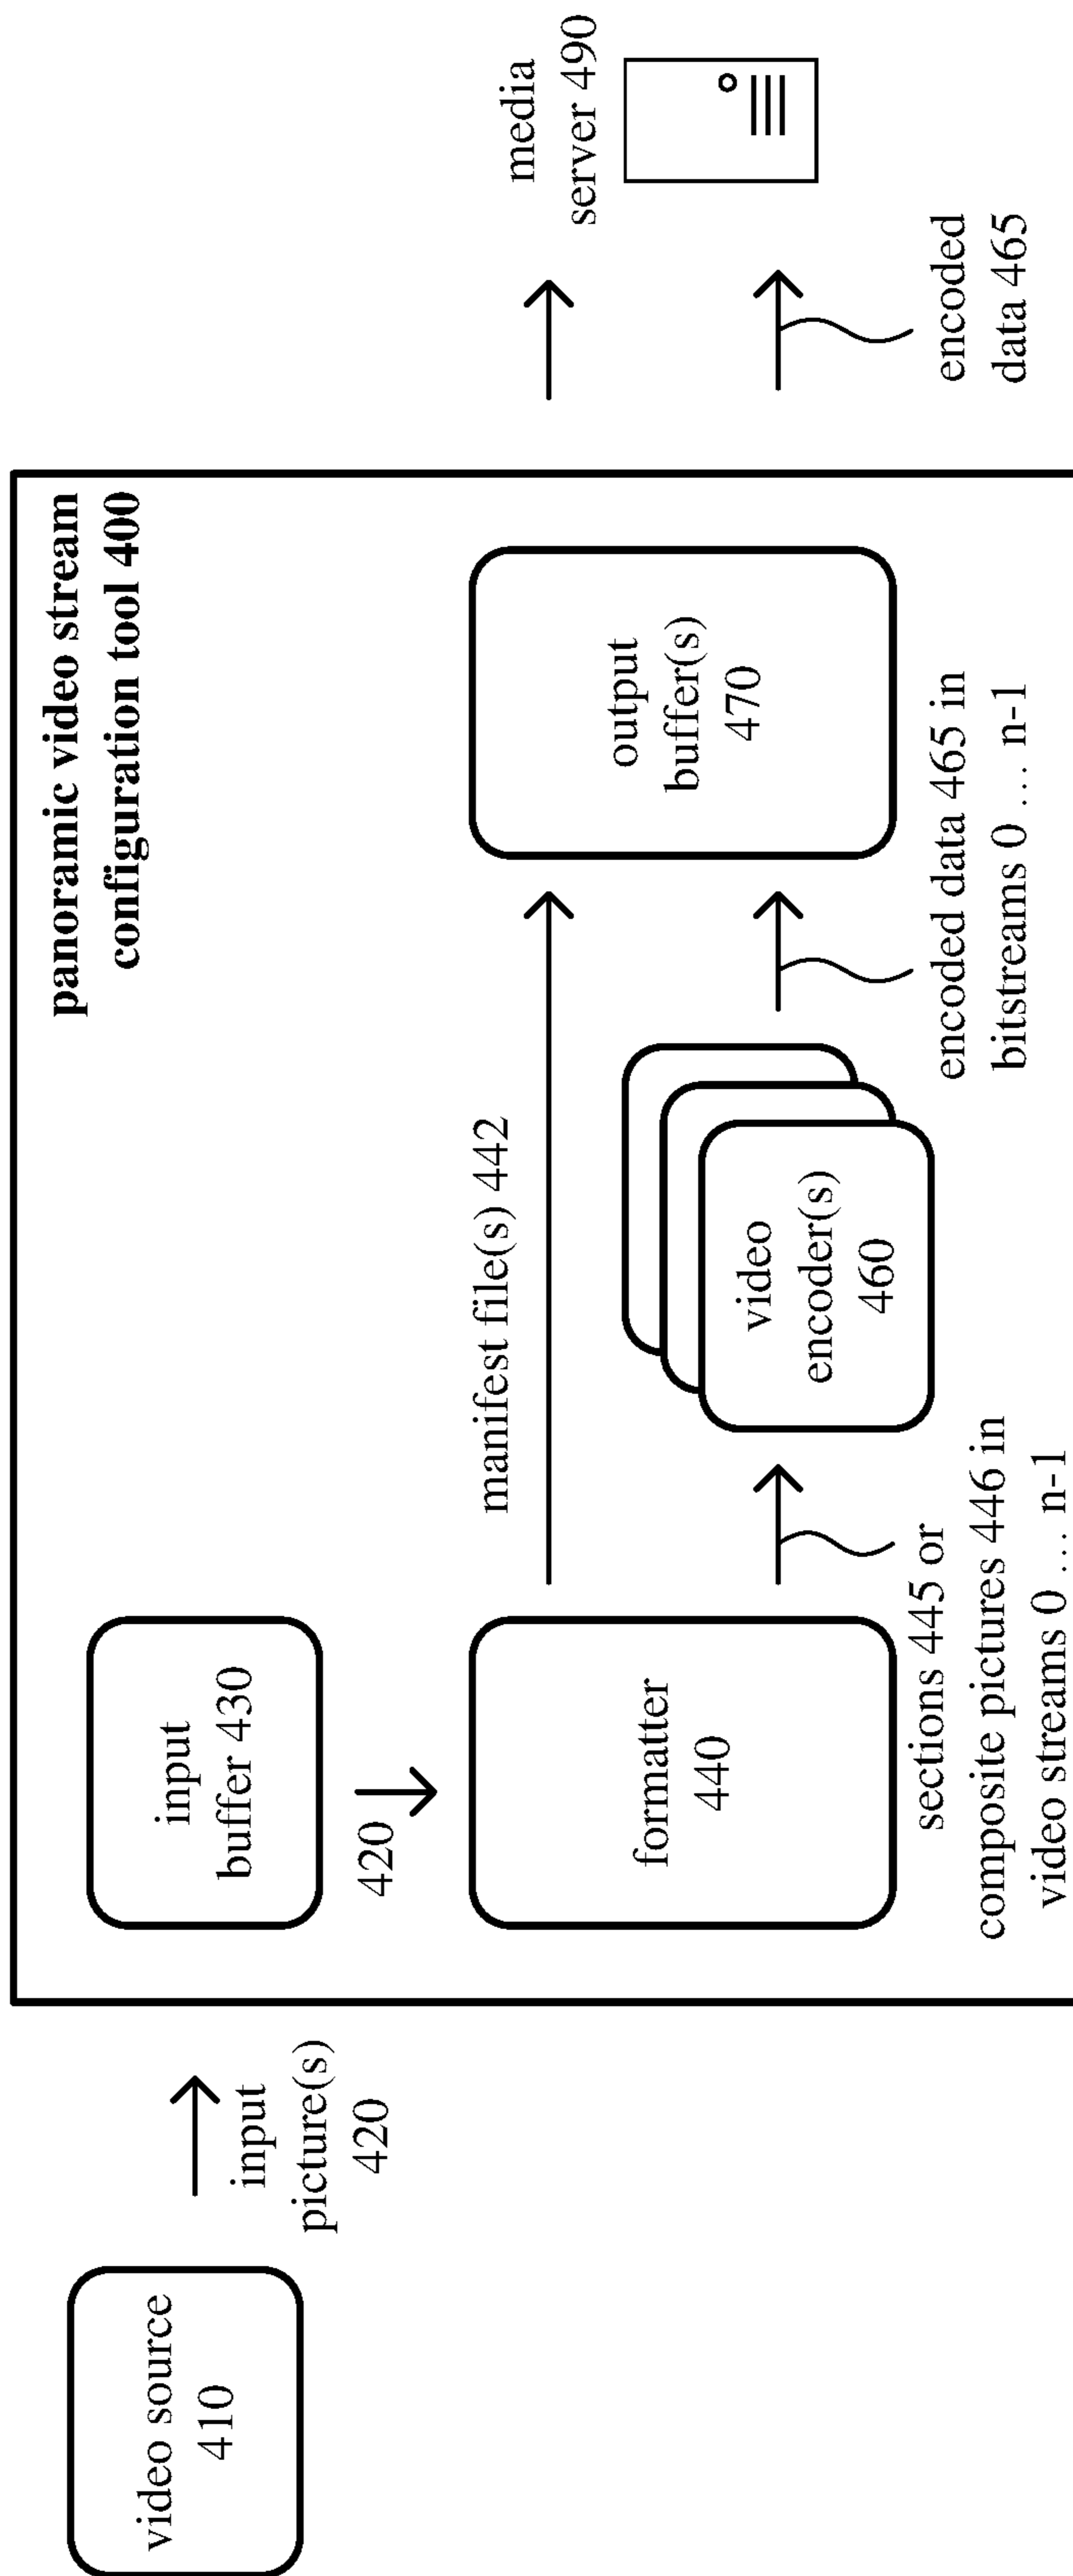 video source
410
input
picture(s)
420
panoramic video stream
configuration tool 400
input
buffer 430
420
formatter
440
manifest file(s) 442
sections 445 or
composite pictures 446 in
video streams 0 ... n-1
video
encoder(s)
460
encoded data 465 in
bitstreams 0 ... n-1
output
buffer(s)
470
media
server 490
encoded
data 465